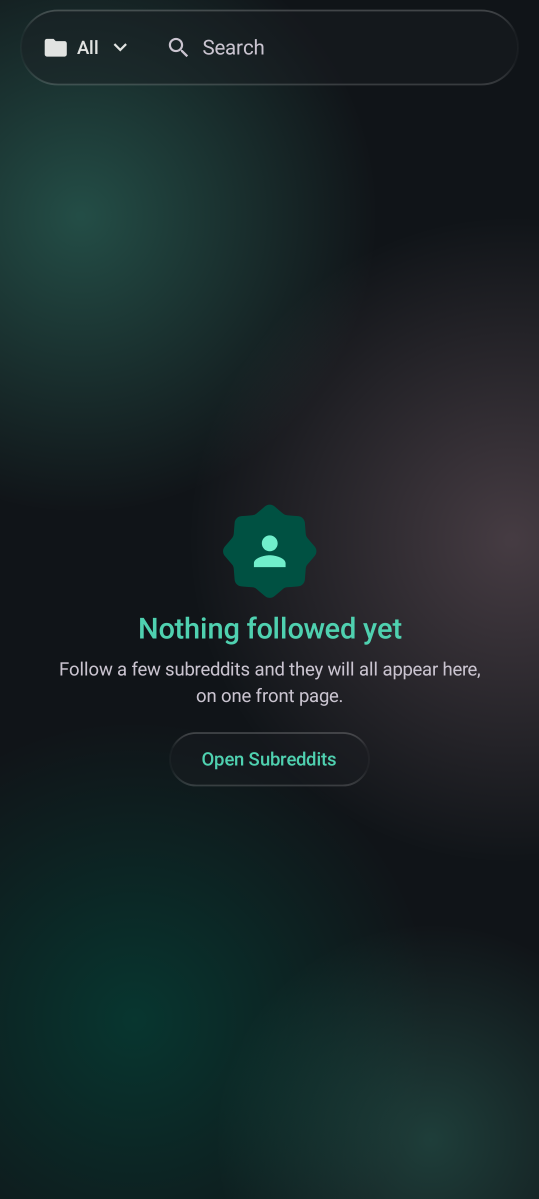 All
Search
Nothing followed yet
Follow a few subreddits and they will all appear here,
on one front page.
Open Subreddits